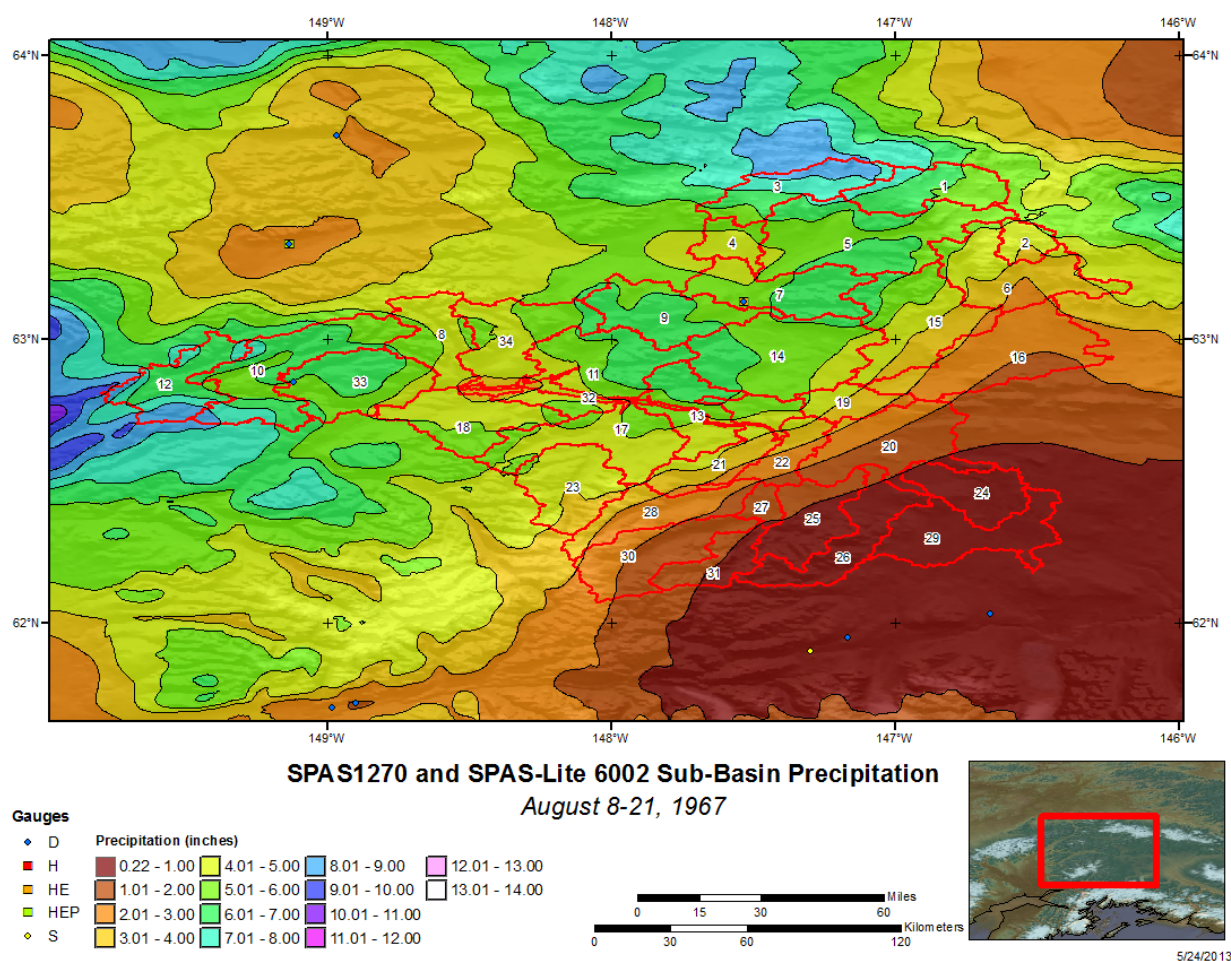 149°W 148°W 147°W 146°W
64°N 64°N
3 1
4 5 2
7 6
9 15
63°N 8 34 63°N
14 16
12 10 33 11
32 19
18 17 13
20
21 22
23 24
28 27 25
29
30 26
31
62°N 62°N
149°W 148°W 147°W 146°W
SPAS1270 and SPAS-Lite 6002 Sub-Basin Precipitation
August 8-21, 1967
Gauges
D
H
HE
HEP
S
Precipitation (inches)
0.22 - 1.00 4.01 - 5.00 8.01 - 9.00 12.01 - 13.00
1.01 - 2.00 5.01 - 6.00 9.01 - 10.00 13.01 - 14.00
2.01 - 3.00 6.01 - 7.00 10.01 - 11.00
3.01 - 4.00 7.01 - 8.00 11.01 - 12.00
Miles
0 15 30 60
Kilometers
0 30 60 120
5/24/2013